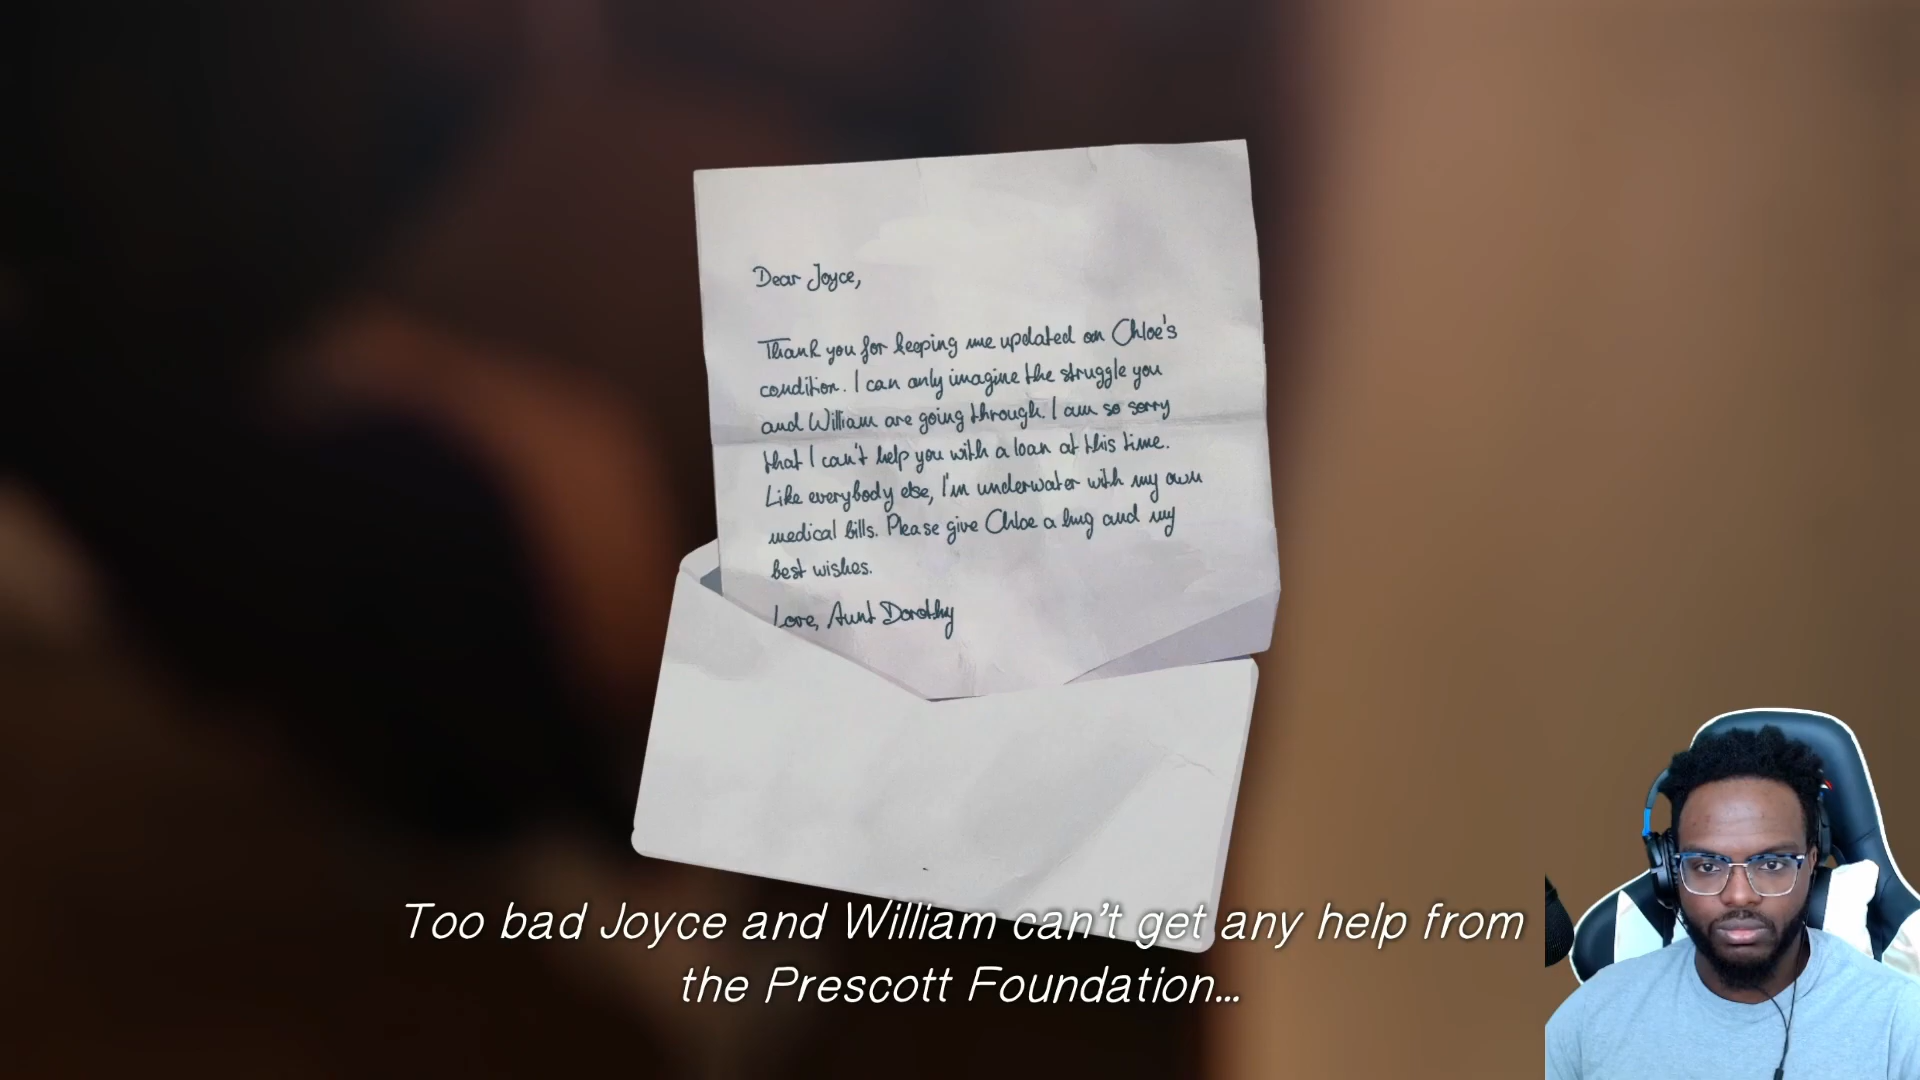 Dear Joyce,
Thank you for keeping me updated on Chloe's
condition. I can only imagine the struggle you
and William are going through. I am so sorry
that I can't help you with a loan at this time.
Like everybody else, I'm underwater with my own
medical bills. Please give Chloe a hug and my
best wishes.
Love, Aunt Dorothy
Too bad Joyce and William can't get any help from
the Prescott Foundation...